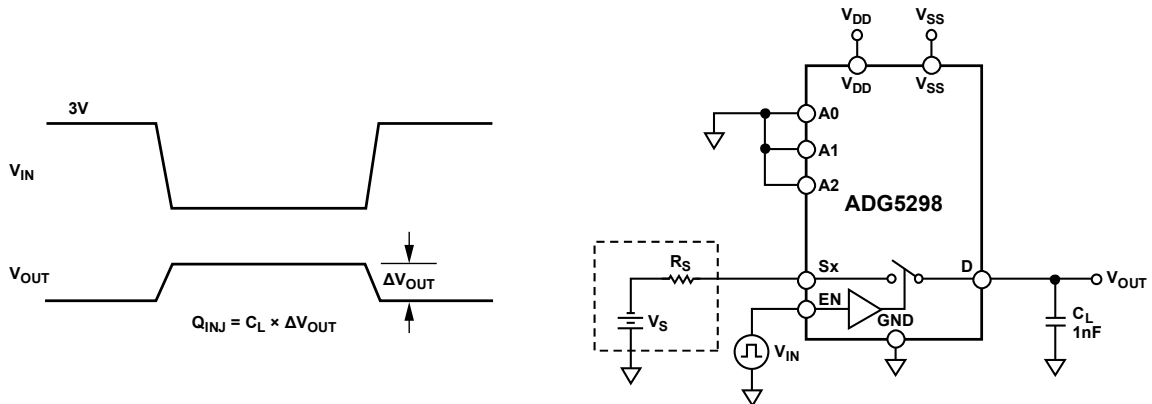 3V
VIN
VOUT
ΔVOUT
QINJ = CL × ΔVOUT
VDD
VSS
VDD
VSS
A0
A1
A2
ADG5298
RS
Sx
D
VOUT
EN
GND
VS
VIN
CL
1nF